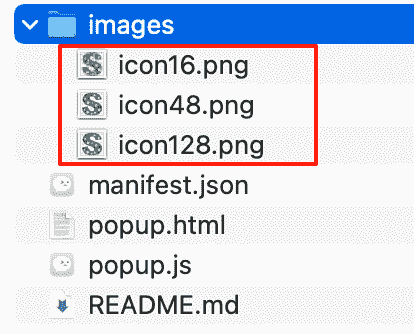 images
icon16.png
icon48.png
icon128.png
manifest.json
popup.html
popup.js
README.md